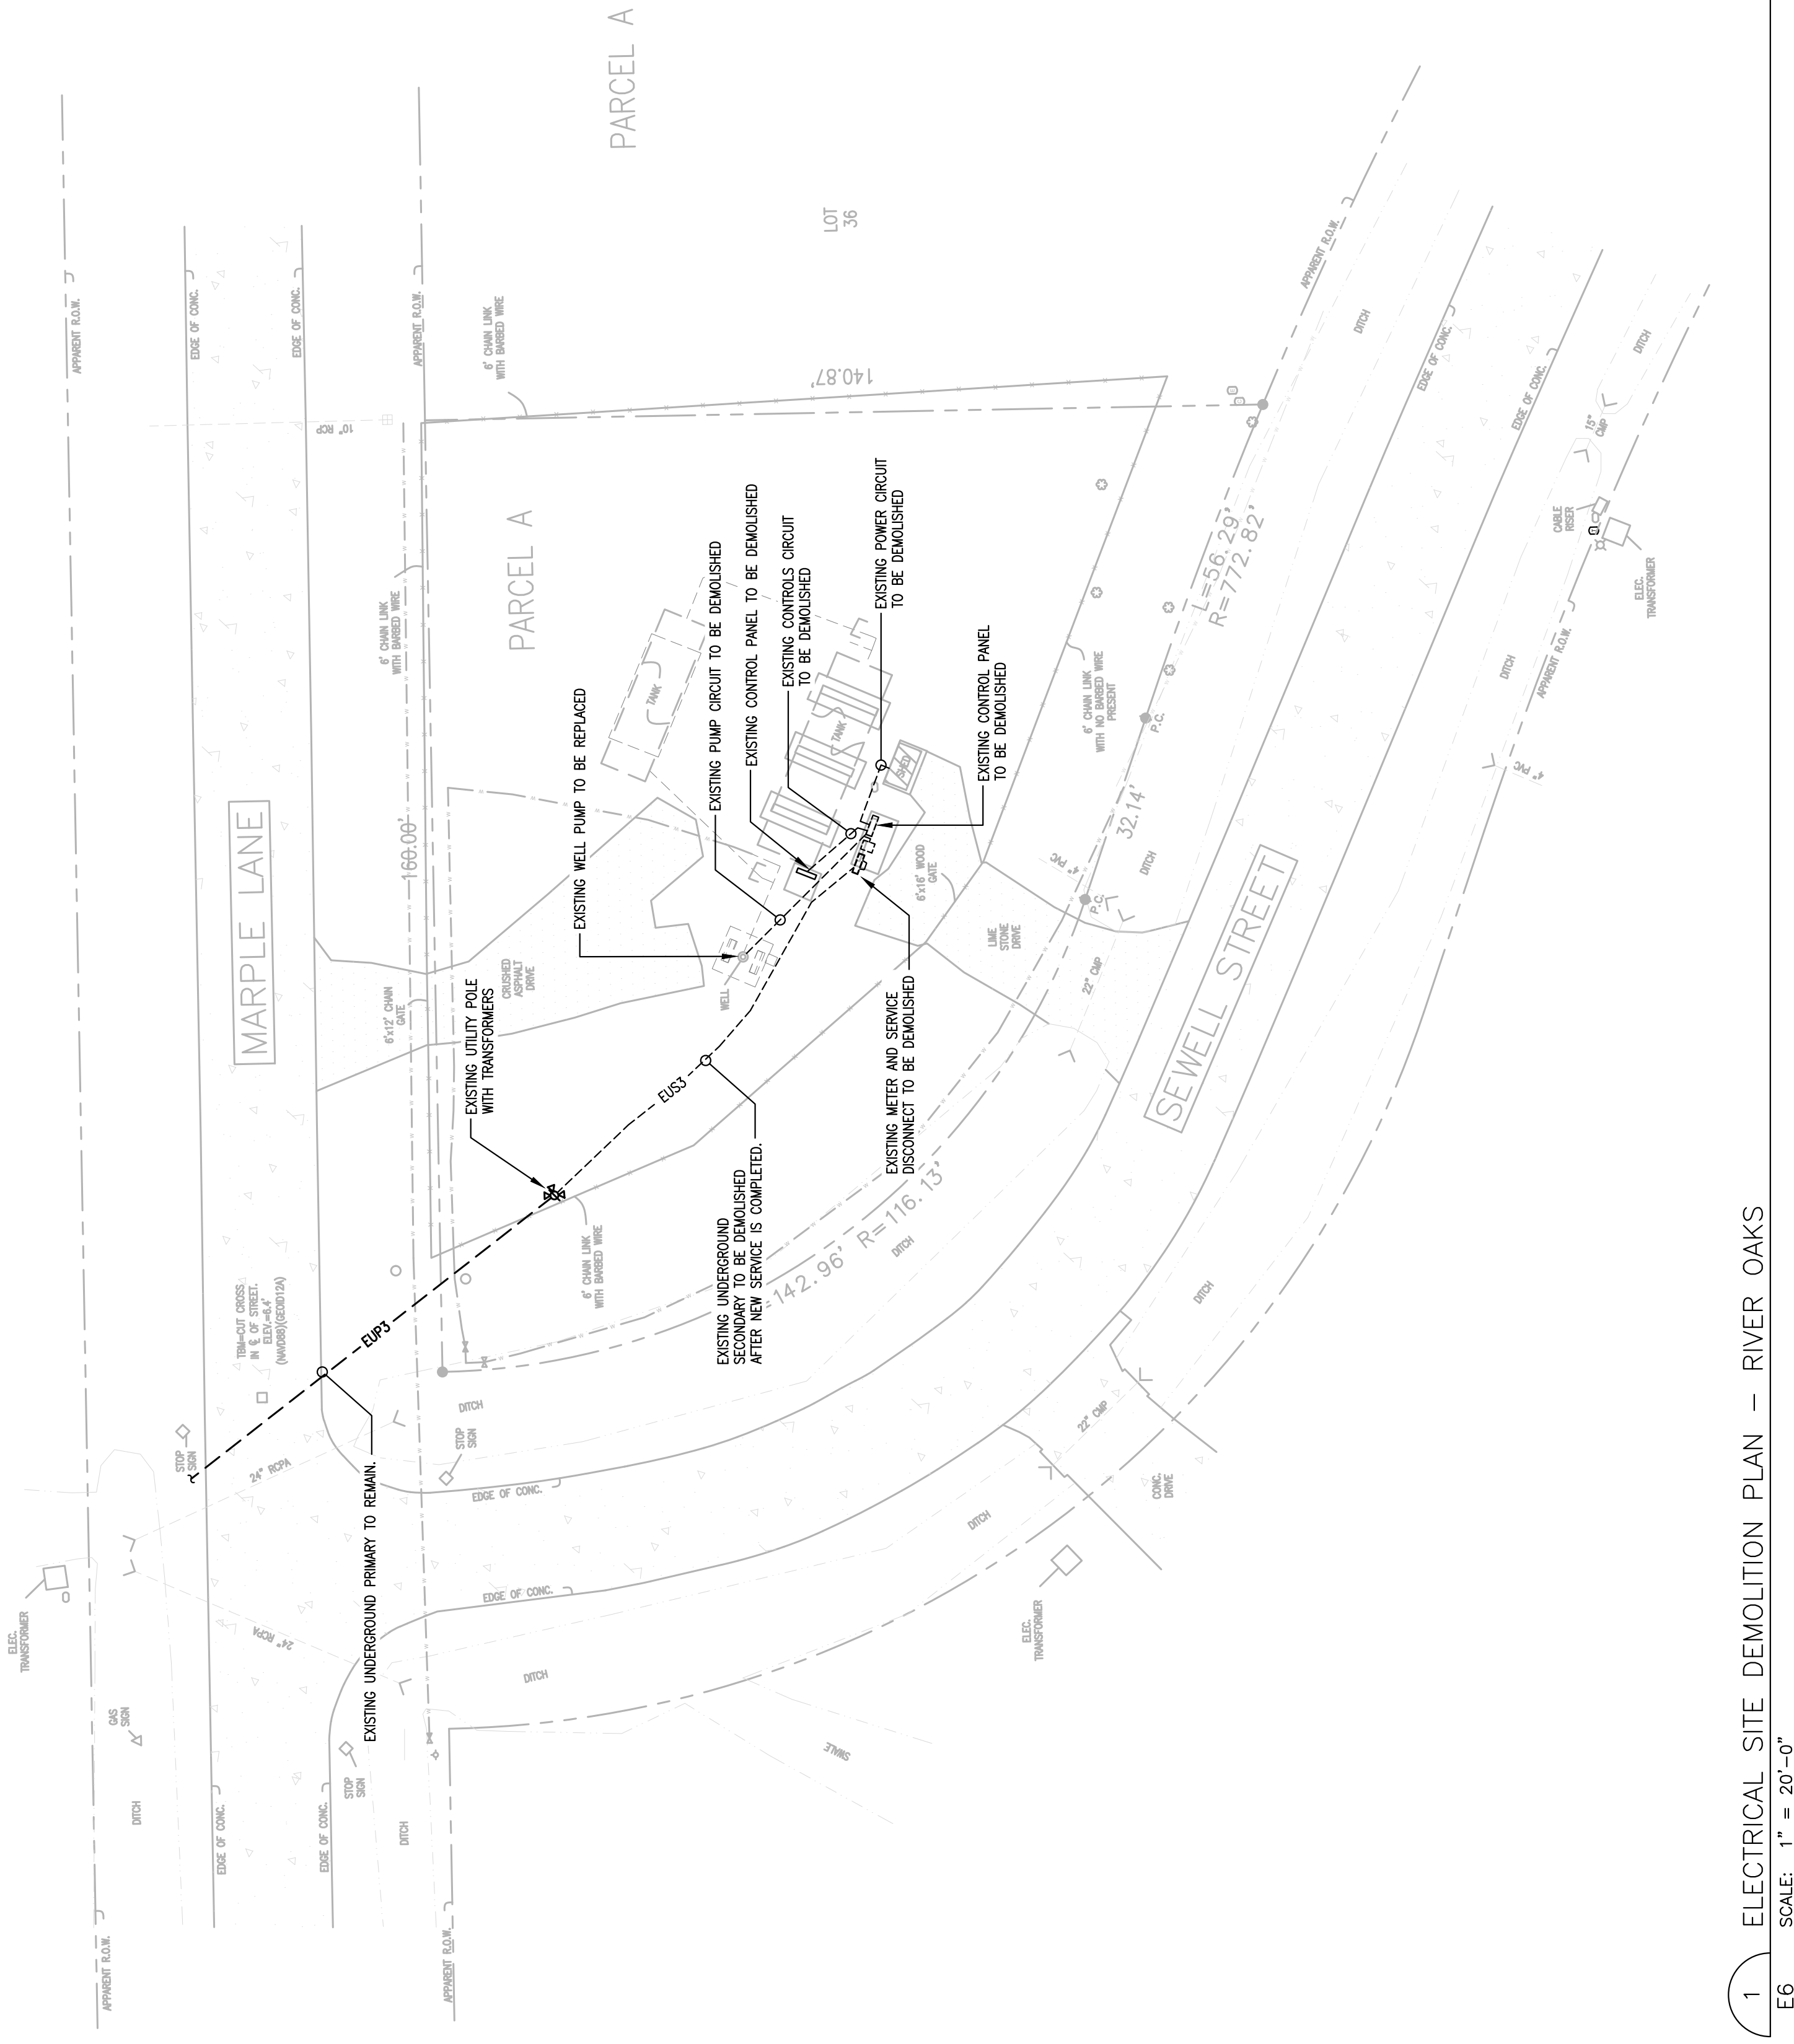 PARCEL A
APPARENT R.O.W.
EDGE OF CONC.
EDGE OF CONC.
APPARENT R.O.W.
6' CHAIN LINK
WITH BARBED WIRE
LOT
36
10" RCP
140.87'
APPARENT R.O.W.
DITCH
EDGE OF CONC.
EDGE OF CONC.
DITCH
15"
CMP
CABLE
RISER
ELEC.
TRANSFORMER
APPARENT R.O.W.
DITCH
4" PVC
L=56.29'
R=772.82'
6' CHAIN LINK
WITH NO BARBED WIRE
PRESENT
P.C.
32.14'
DITCH
4" PVC
P.C.
PARCEL A
6' CHAIN LINK
WITH BARBED WIRE
160.00'
MARPLE LANE
TANK
TANK
SHED
EXISTING WELL PUMP TO BE REPLACED
EXISTING PUMP CIRCUIT TO BE DEMOLISHED
EXISTING CONTROL PANEL TO BE DEMOLISHED
EXISTING CONTROLS CIRCUIT
TO BE DEMOLISHED
EXISTING POWER CIRCUIT
TO BE DEMOLISHED
EXISTING CONTROL PANEL
TO BE DEMOLISHED
6'x16' WOOD
GATE
LIME
STONE
DRIVE
22" CMP
SEWELL STREET
6'x12' CHAIN
GATE
CRUSHED
ASPHALT
DRIVE
WELL
EXISTING UTILITY POLE
WITH TRANSFORMERS
EUS3
EXISTING METER AND SERVICE
DISCONNECT TO BE DEMOLISHED
EXISTING UNDERGROUND
SECONDARY TO BE DEMOLISHED
AFTER NEW SERVICE IS COMPLETED.
6' CHAIN LINK
WITH BARBED WIRE
=142.96' R=116.13'
DITCH
DITCH
TBM=CUT CROSS
IN ℄ OF STREET.
ELEV.=6.4'
(NAVD88)(GEOID12A)
EUP3
STOP
SIGN
24" RCPA
DITCH
STOP
SIGN
EDGE OF CONC.
EXISTING UNDERGROUND PRIMARY TO REMAIN.
22" CMP
CONC.
DRIVE
DITCH
EDGE OF CONC.
ELEC.
TRANSFORMER
ELEC.
TRANSFORMER
24" RCPA
DITCH
GAS
SIGN
STOP
SIGN
SWALE
DITCH
EDGE OF CONC.
EDGE OF CONC.
DITCH
APPARENT R.O.W.
APPARENT R.O.W.
1
ELECTRICAL SITE DEMOLITION PLAN - RIVER OAKS
E6
SCALE: 1" = 20'-0"